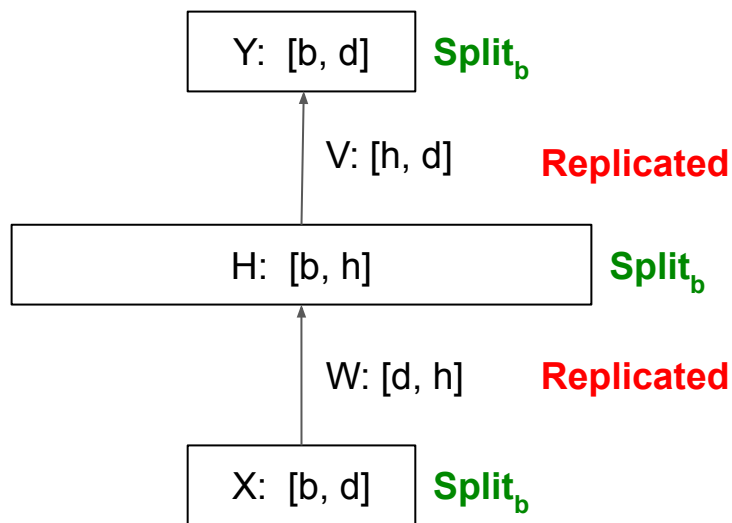 Y: [b, d] Split_b
V: [h, d] Replicated
H: [b, h] Split_b
W: [d, h] Replicated
X: [b, d] Split_b